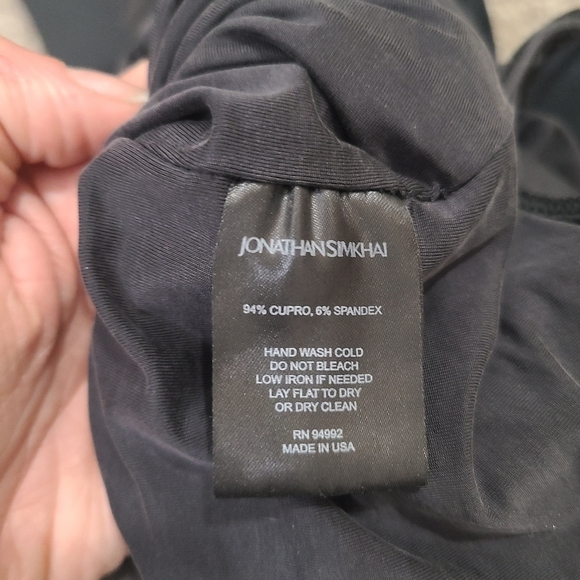 JONATHAN SIMKHAI
94% CUPRO, 6% SPANDEX
HAND WASH COLD
DO NOT BLEACH
LOW IRON IF NEEDED
LAY FLAT TO DRY
OR DRY CLEAN
RN 94992
MADE IN USA